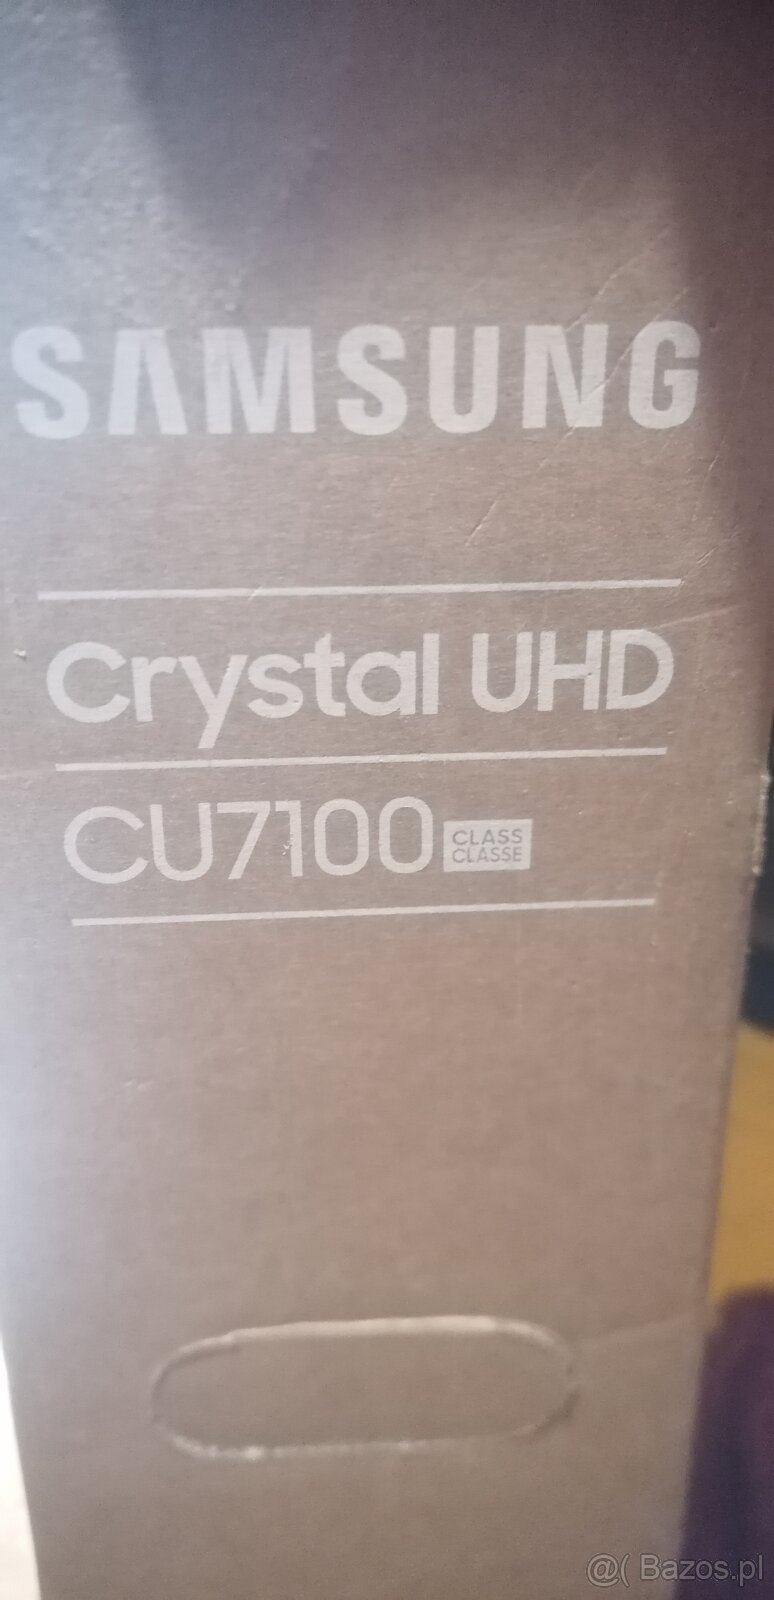 SAMSUNG
Crystal UHD
CU7100 CLASS
CLASSE
@( Bazos.pl